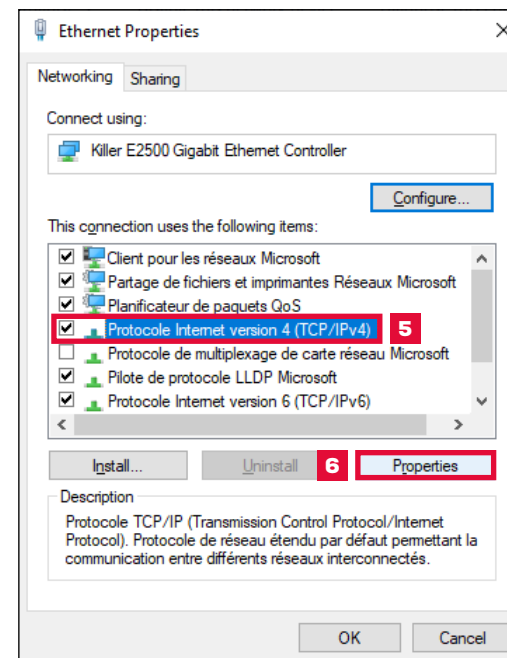 Ethernet Properties
Networking Sharing
Connect using:
Killer E2500 Gigabit Ethernet Controller
Configure...
This connection uses the following items:
Client pour les réseaux Microsoft
Partage de fichiers et imprimantes Réseaux Microsoft
Planificateur de paquets QoS
Protocole Internet version 4 (TCP/IPv4) 5
Protocole de multiplexage de carte réseau Microsoft
Pilote de protocole LLDP Microsoft
Protocole Internet version 6 (TCP/IPv6)
Install... Uninstall 6 Properties
Description
Protocole TCP/IP (Transmission Control Protocol/Internet
Protocol). Protocole de réseau étendu par défaut permettant la
communication entre différents réseaux interconnectés.
OK Cancel